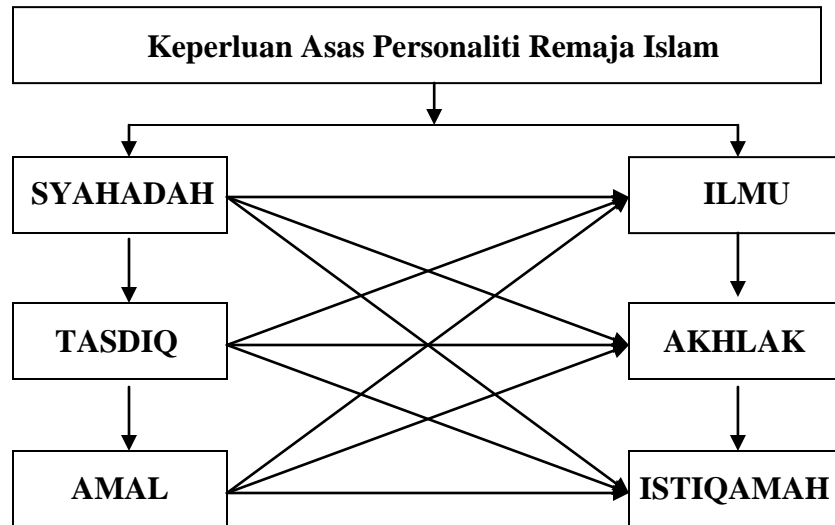 Keperluan Asas Personaliti Remaja Islam
SYAHADAH
ILMU
TASDIQ
AKHLAK
AMAL
ISTIQAMAH